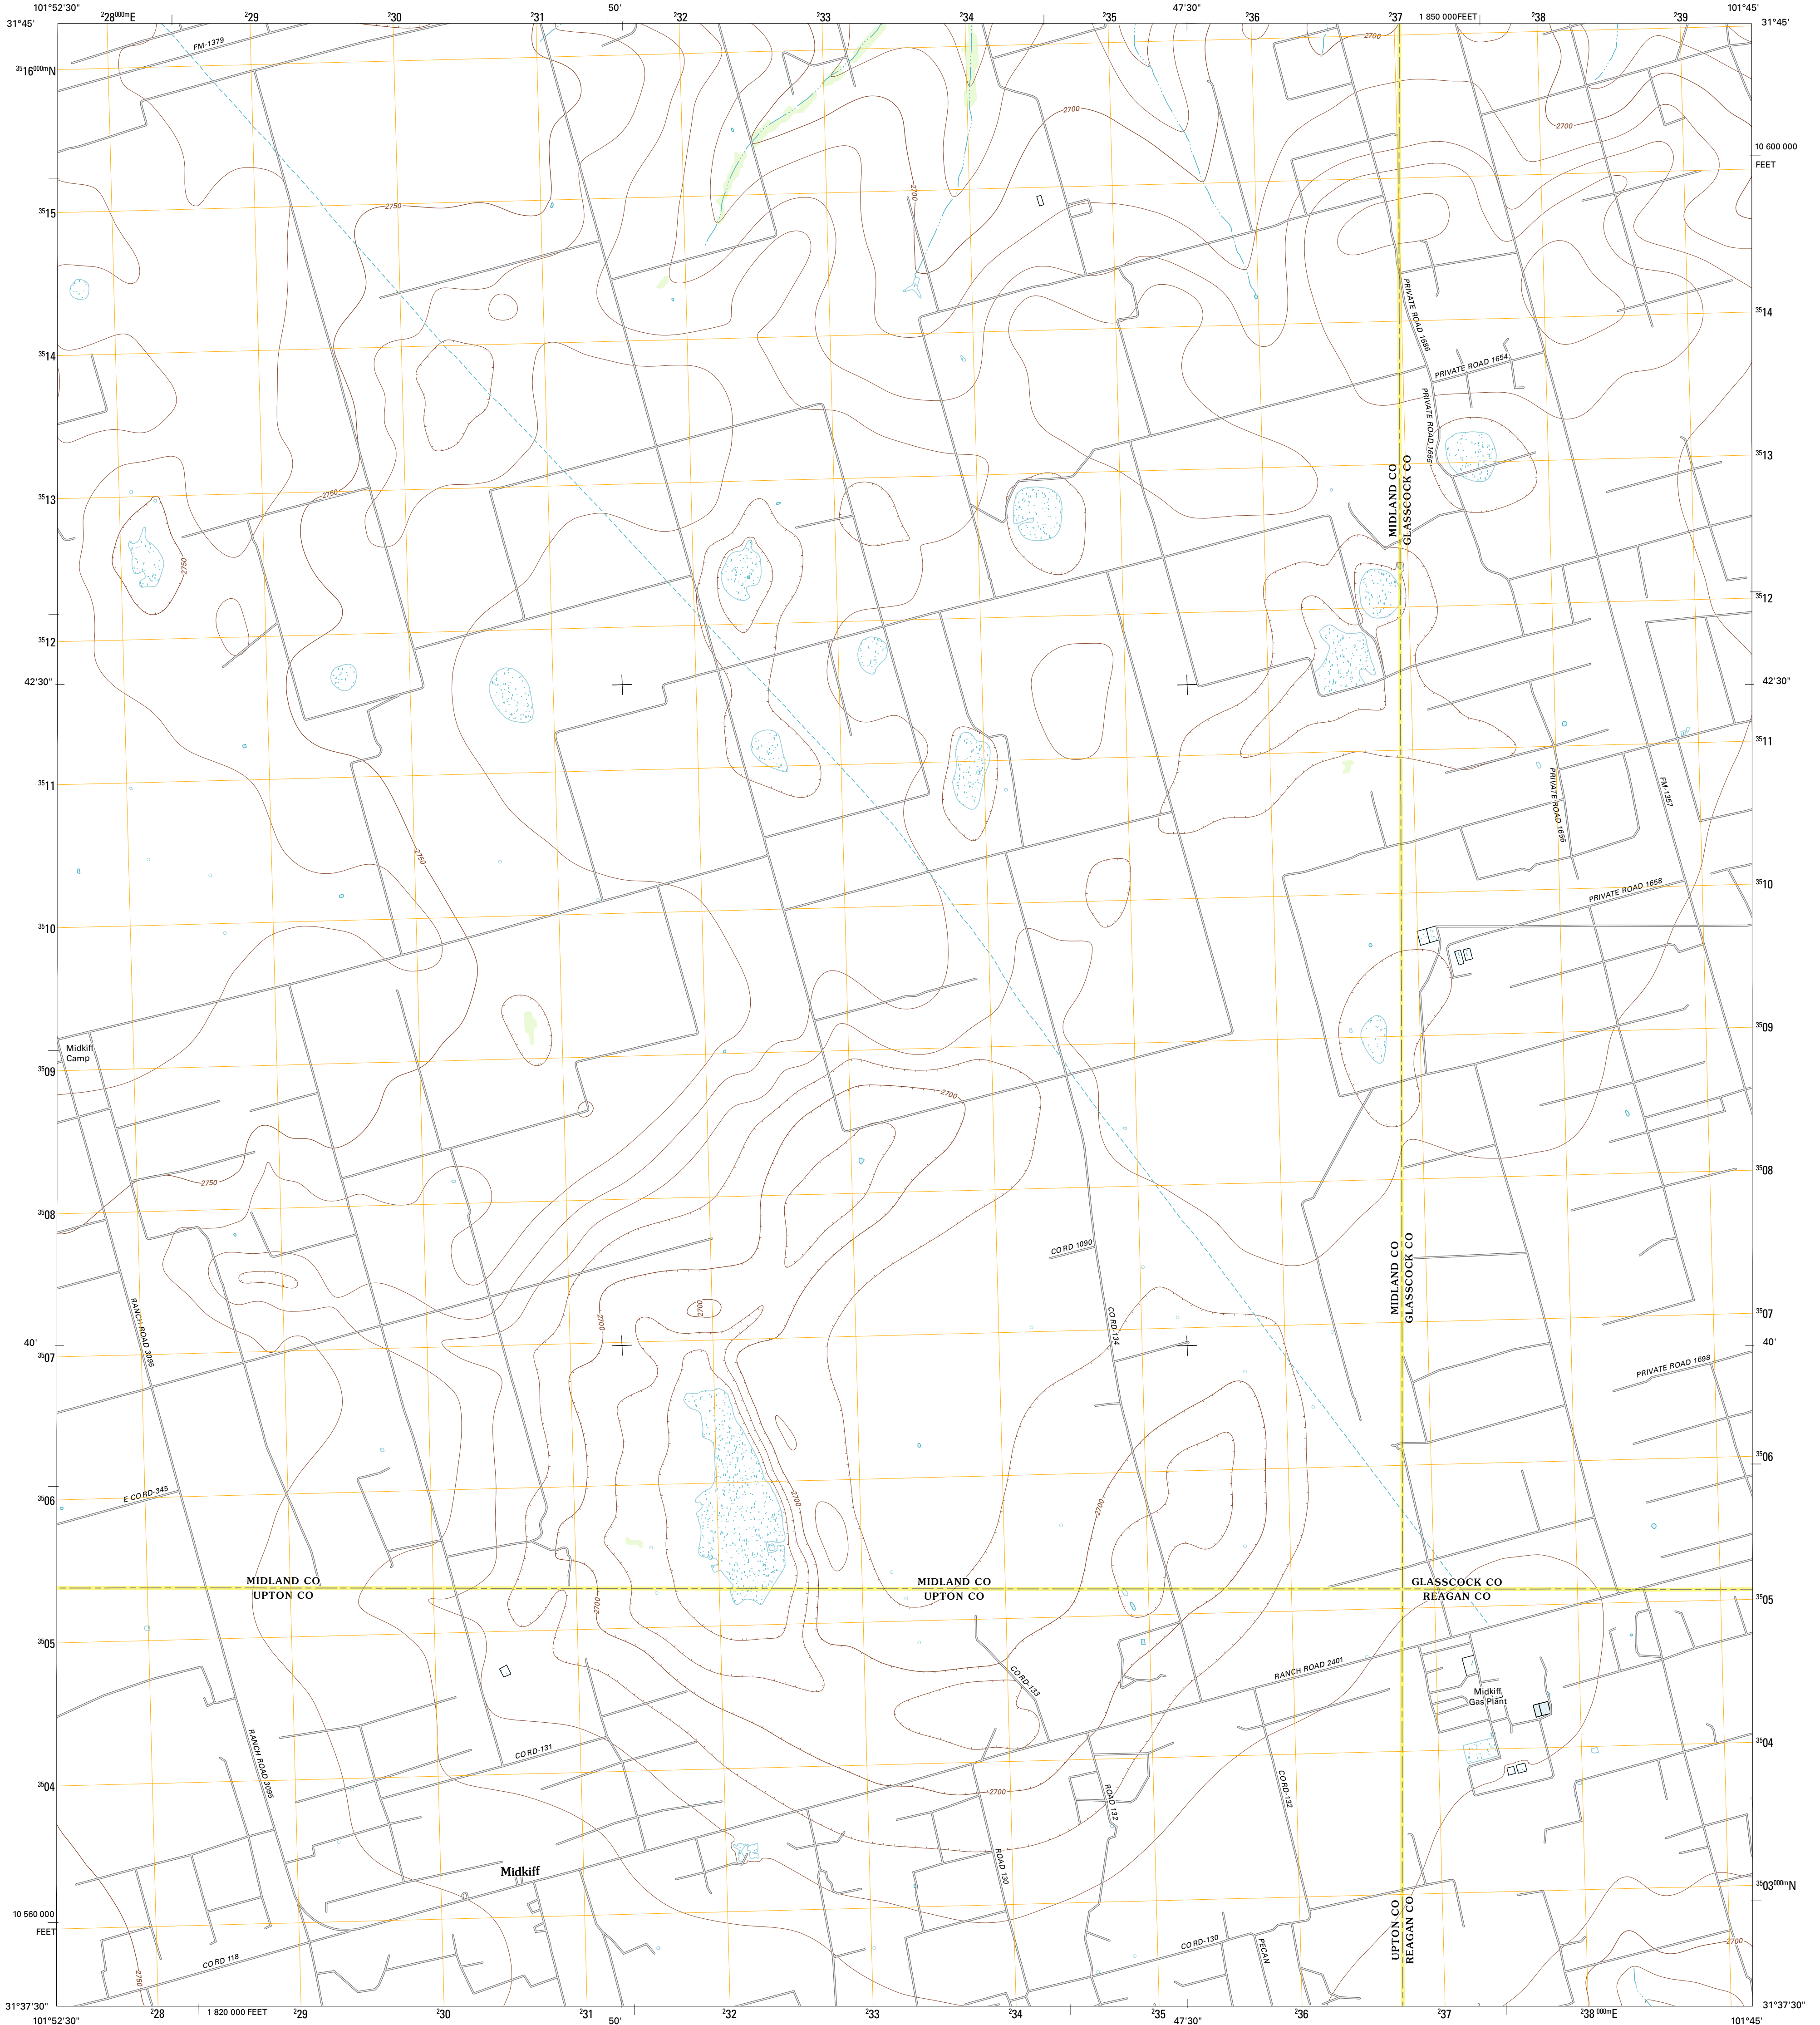 101°52'30"
²28⁰⁰⁰ᵐE
²29
²30
²31
50'
²32
²33
²34
²35
47'30"
²36
²37
1 850 000FEET
²38
²39
101°45'
31°45'
31°45'
FM-1379
2700
³⁵16⁰⁰⁰ᵐN
2700
2700
10 600 000
FEET
2700
2750
³⁵15
PRIVATE ROAD 1686
³⁵14
³⁵14
PRIVATE ROAD 1654
PRIVATE ROAD 1655
³⁵13
MIDLAND CO
GLASSCOCK CO
2750
³⁵13
2750
³⁵12
³⁵12
42'30"
42'30"
³⁵11
³⁵11
PRIVATE ROAD 1656
FM-1357
2750
PRIVATE ROAD 1658
³⁵10
³⁵10
Midkiff
Camp
³⁵09
³⁵09
2700
2750
³⁵08
³⁵08
CO RD 1090
MIDLAND CO
GLASSCOCK CO
RANCH ROAD 3095
2700
2700
CO RD-134
³⁵07
40'
40'
³⁵07
PRIVATE ROAD 1698
E CO RD-345
2700
2700
³⁵06
³⁵06
MIDLAND CO
UPTON CO
MIDLAND CO
UPTON CO
GLASSCOCK CO
REAGAN CO
2700
³⁵05
³⁵05
RANCH ROAD 2401
CO RD-133
Midkiff
Gas Plant
RANCH ROAD 3095
CO RD-131
³⁵04
³⁵04
2700
ROAD 132
CO RD-132
Midkiff
ROAD 130
³⁵03⁰⁰⁰ᵐN
10 560 000
FEET
UPTON CO
REAGAN CO
CO RD-130
PECAN
2700
CO RD 118
2750
31°37'30"
31°37'30"
101°52'30"
²28
1 820 000 FEET
²29
²30
²31
50'
²32
²33
²34
²35
47'30"
²36
²37
²38⁰⁰⁰ᵐE
101°45'